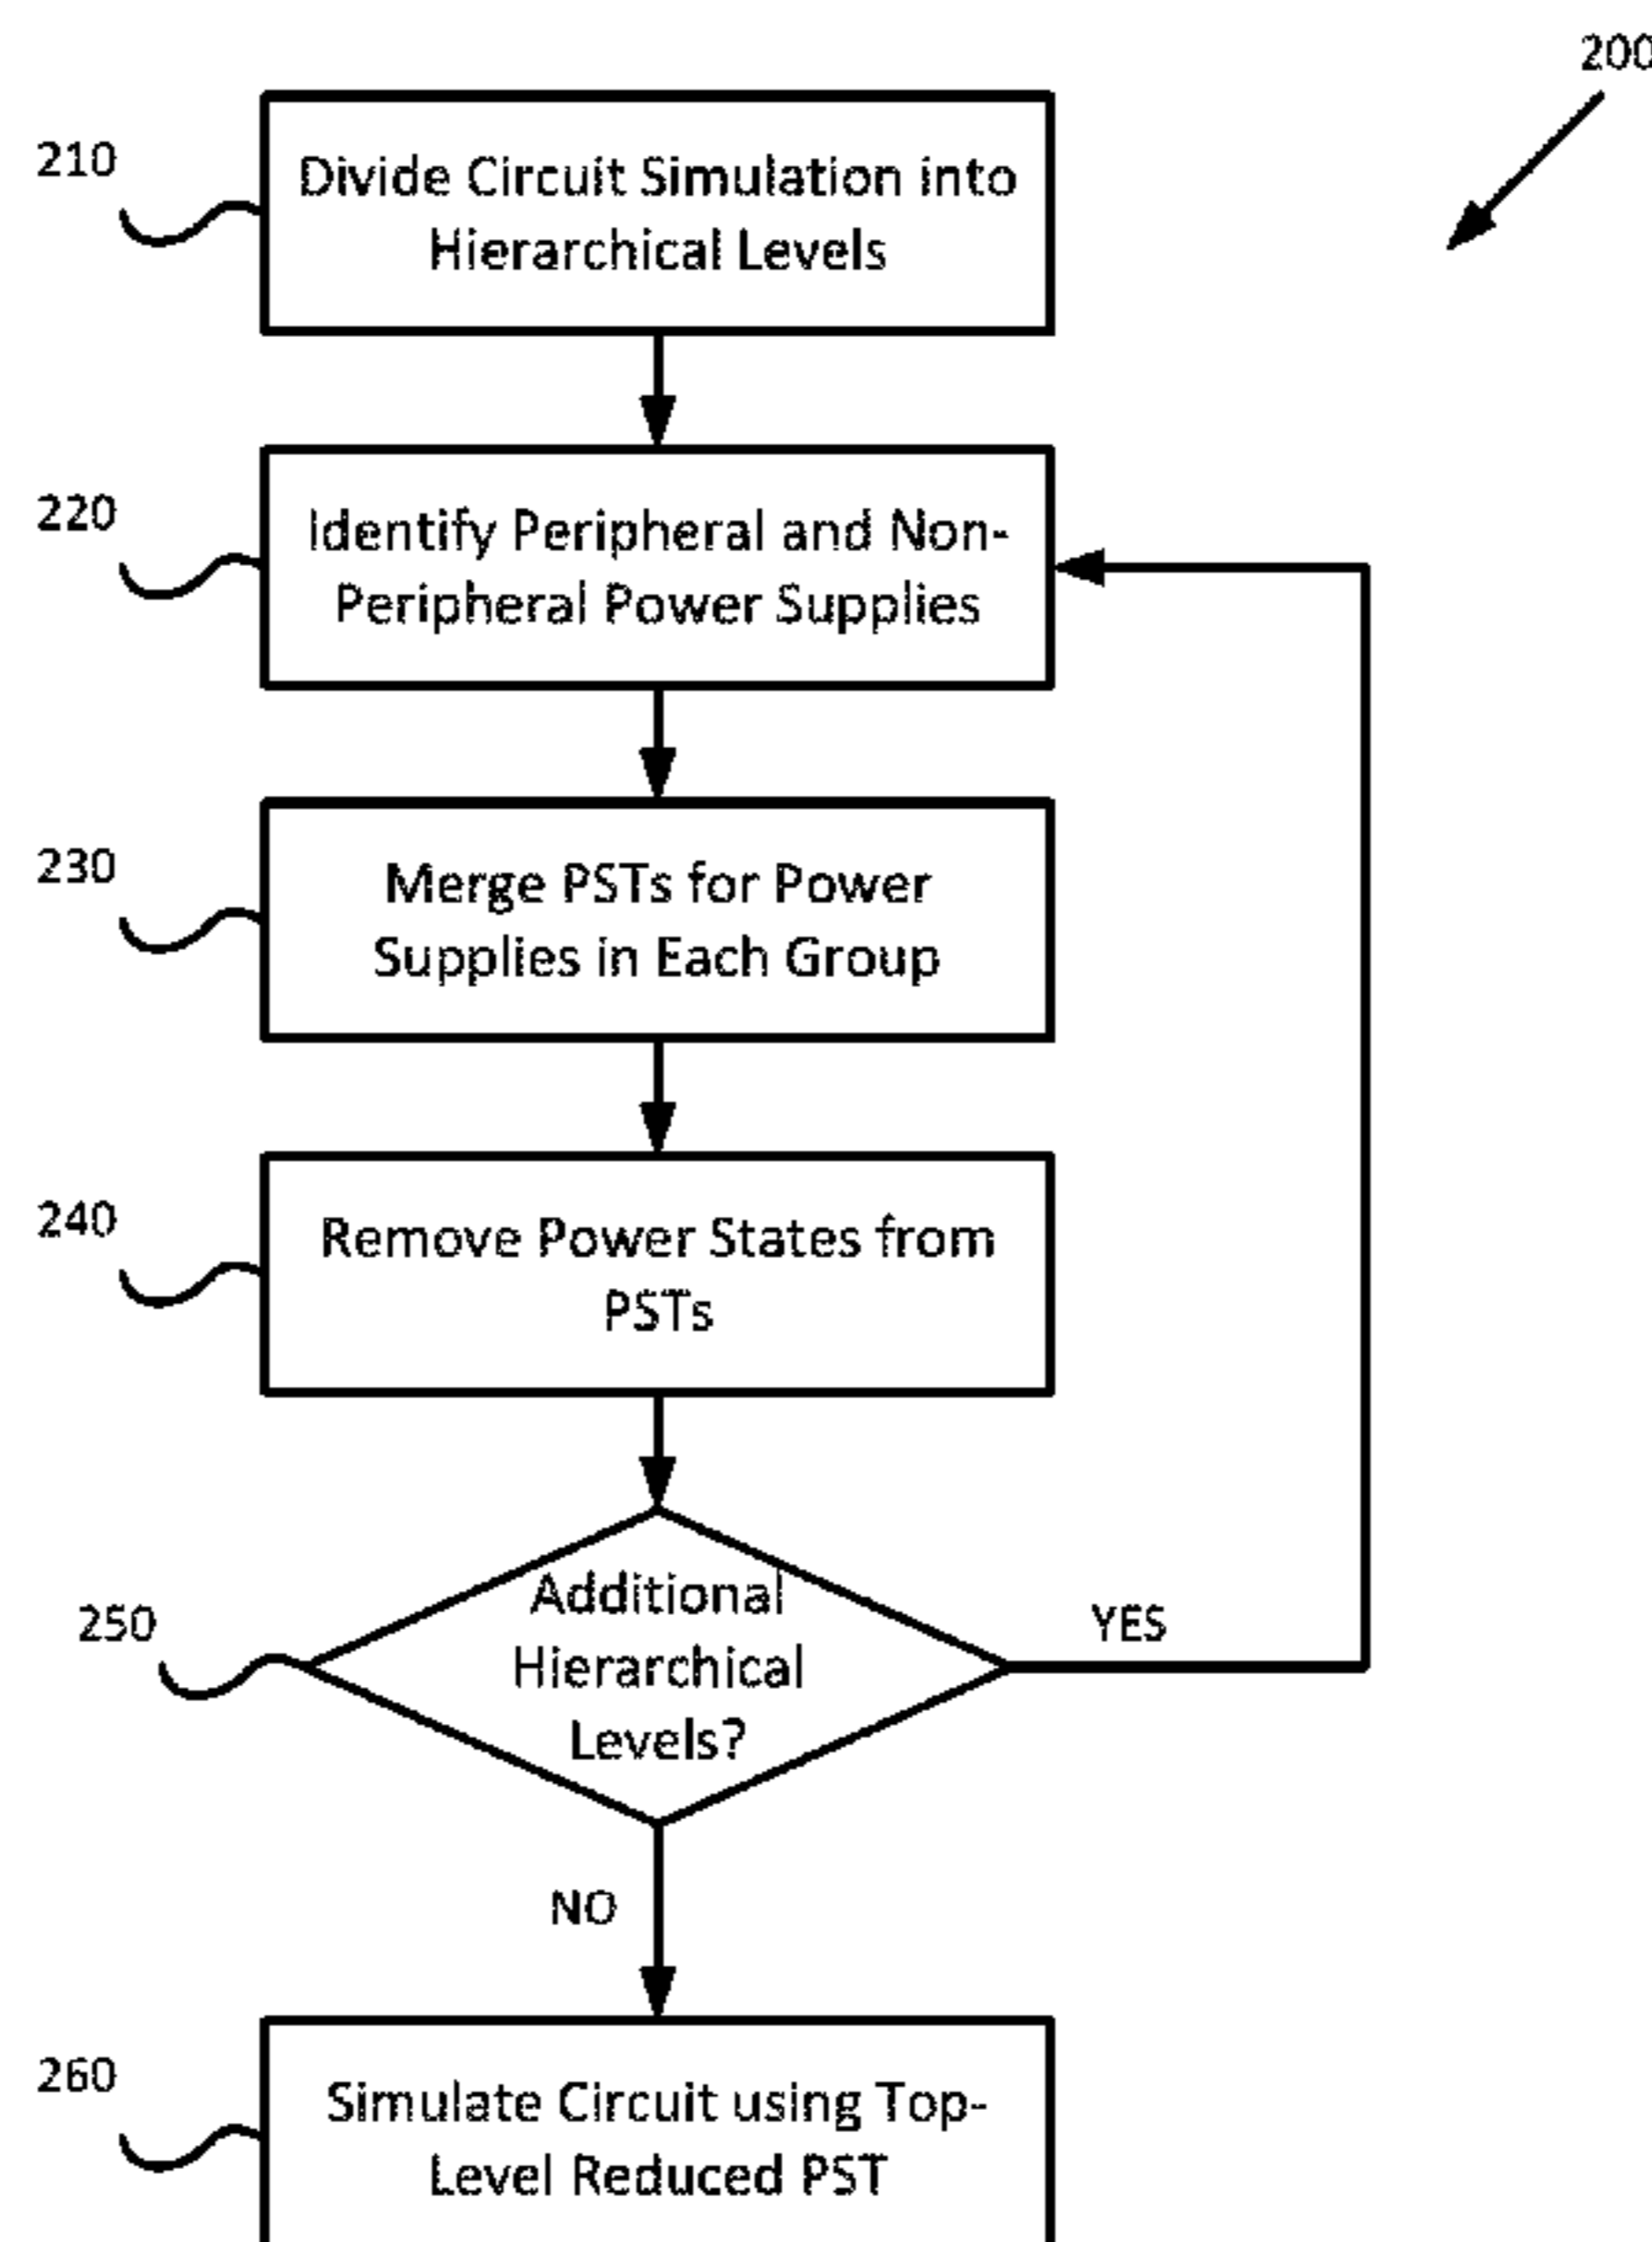 200
210
Divide Circuit Simulation into
Hierarchical Levels
220
Identify Peripheral and Non-
Peripheral Power Supplies
230
Merge PSTs for Power
Supplies in Each Group
240
Remove Power States from
PSTs
250
Additional
Hierarchical
Levels?
YES
NO
260
Simulate Circuit using Top-
Level Reduced PST